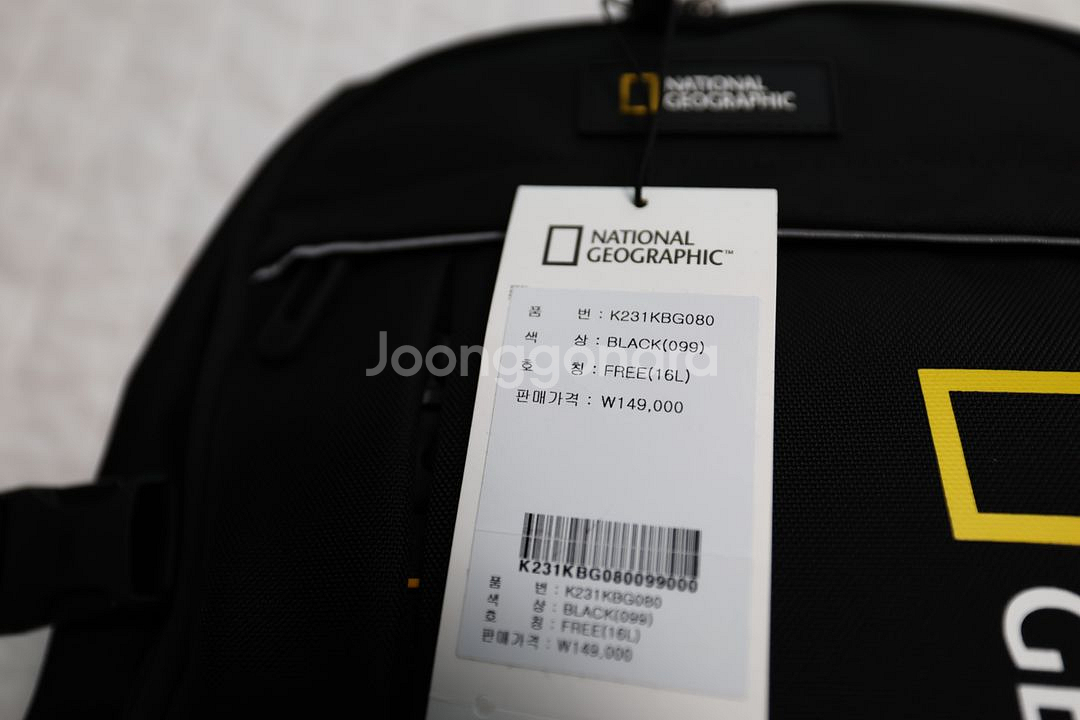 NATIONAL
GEOGRAPHIC
NATIONAL
GEOGRAPHIC™
품 번 : K231KBG080
색 상 : BLACK(099)
호 칭 : FREE(16L)
판매가격 : ₩149,000
Joonggonara
K231KBG080099000
품 번 : K231KBG080
색 상 : BLACK(099)
호 칭 : FREE(16L)
판매가격 : ₩149,000
GE